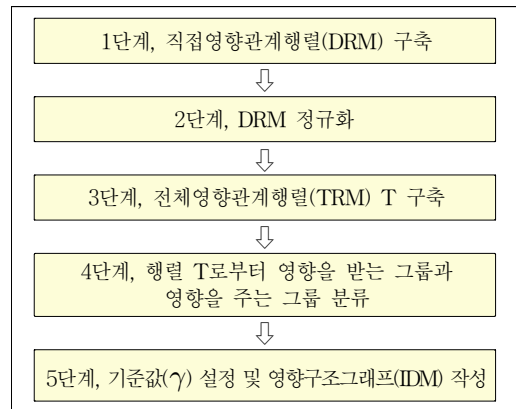 1단계, 직접영향관계행렬(DRM) 구축
2단계, DRM 정규화
3단계, 전체영향관계행렬(TRM) T 구축
4단계, 행렬 T로부터 영향을 받는 그룹과
영향을 주는 그룹 분류
5단계, 기준값(γ) 설정 및 영향구조그래프(IDM) 작성